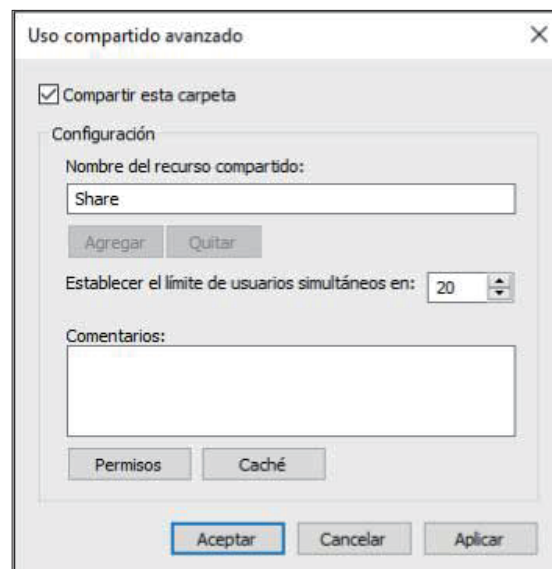 Uso compartido avanzado
Compartir esta carpeta
Configuración
Nombre del recurso compartido:
Share
Agregar Quitar
Establecer el límite de usuarios simultáneos en: 20
Comentarios:
Permisos Caché
Aceptar Cancelar Aplicar